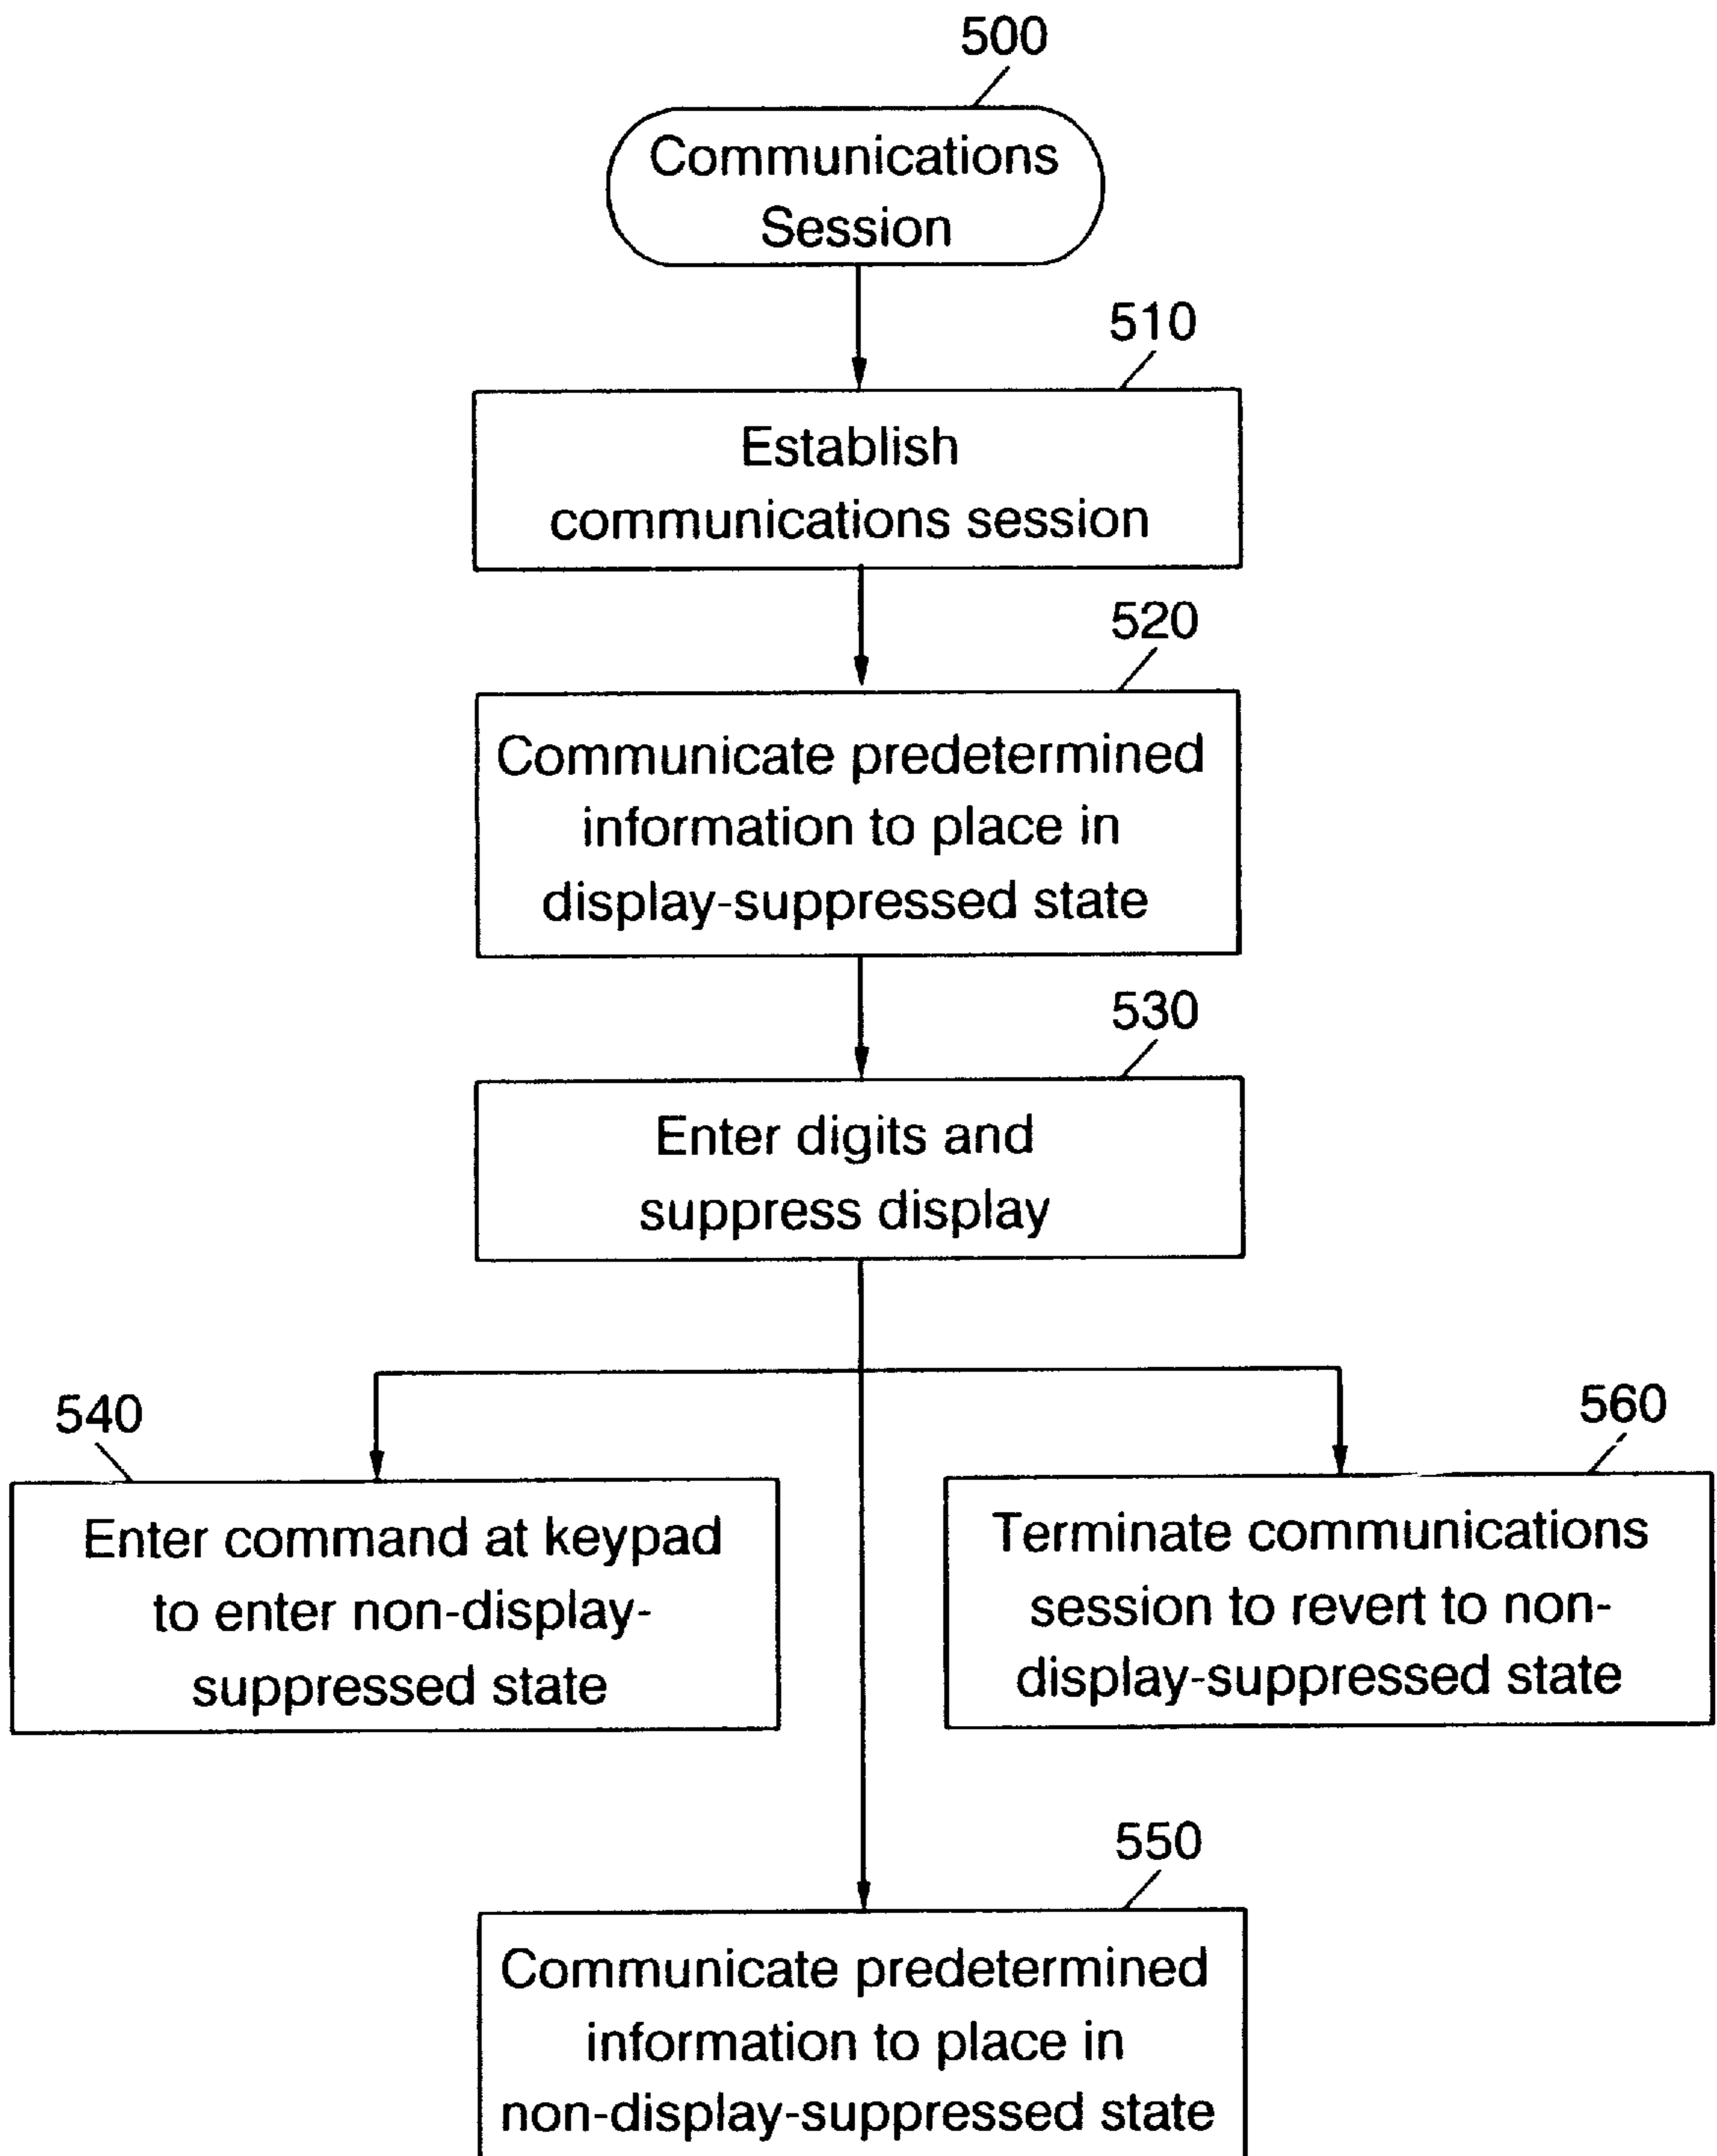 500
Communications
Session
510
Establish
communications session
520
Communicate predetermined
information to place in
display-suppressed state
530
Enter digits and
suppress display
540
Enter command at keypad
to enter non-display-
suppressed state
560
Terminate communications
session to revert to non-
display-suppressed state
550
Communicate predetermined
information to place in
non-display-suppressed state